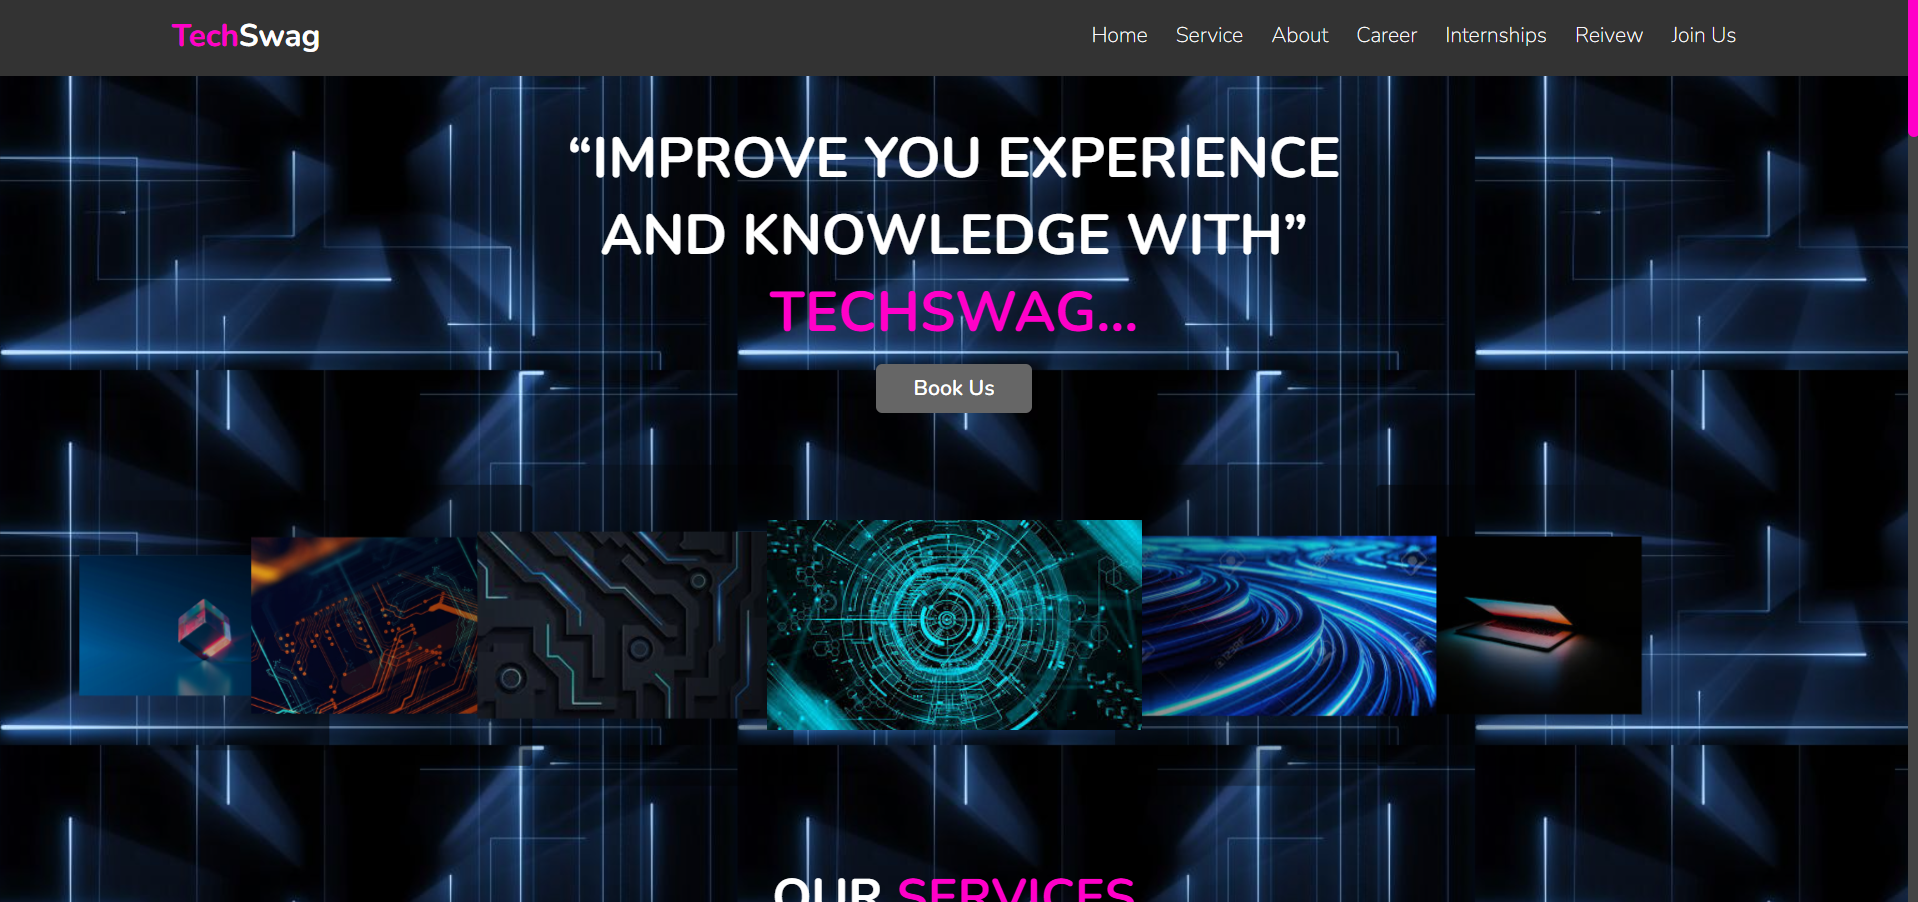 TechSwag
Home Service About Career Internships Reivew Join Us
“IMPROVE YOU EXPERIENCE
AND KNOWLEDGE WITH”
TECHSWAG...
Book Us
OUR SERVICES